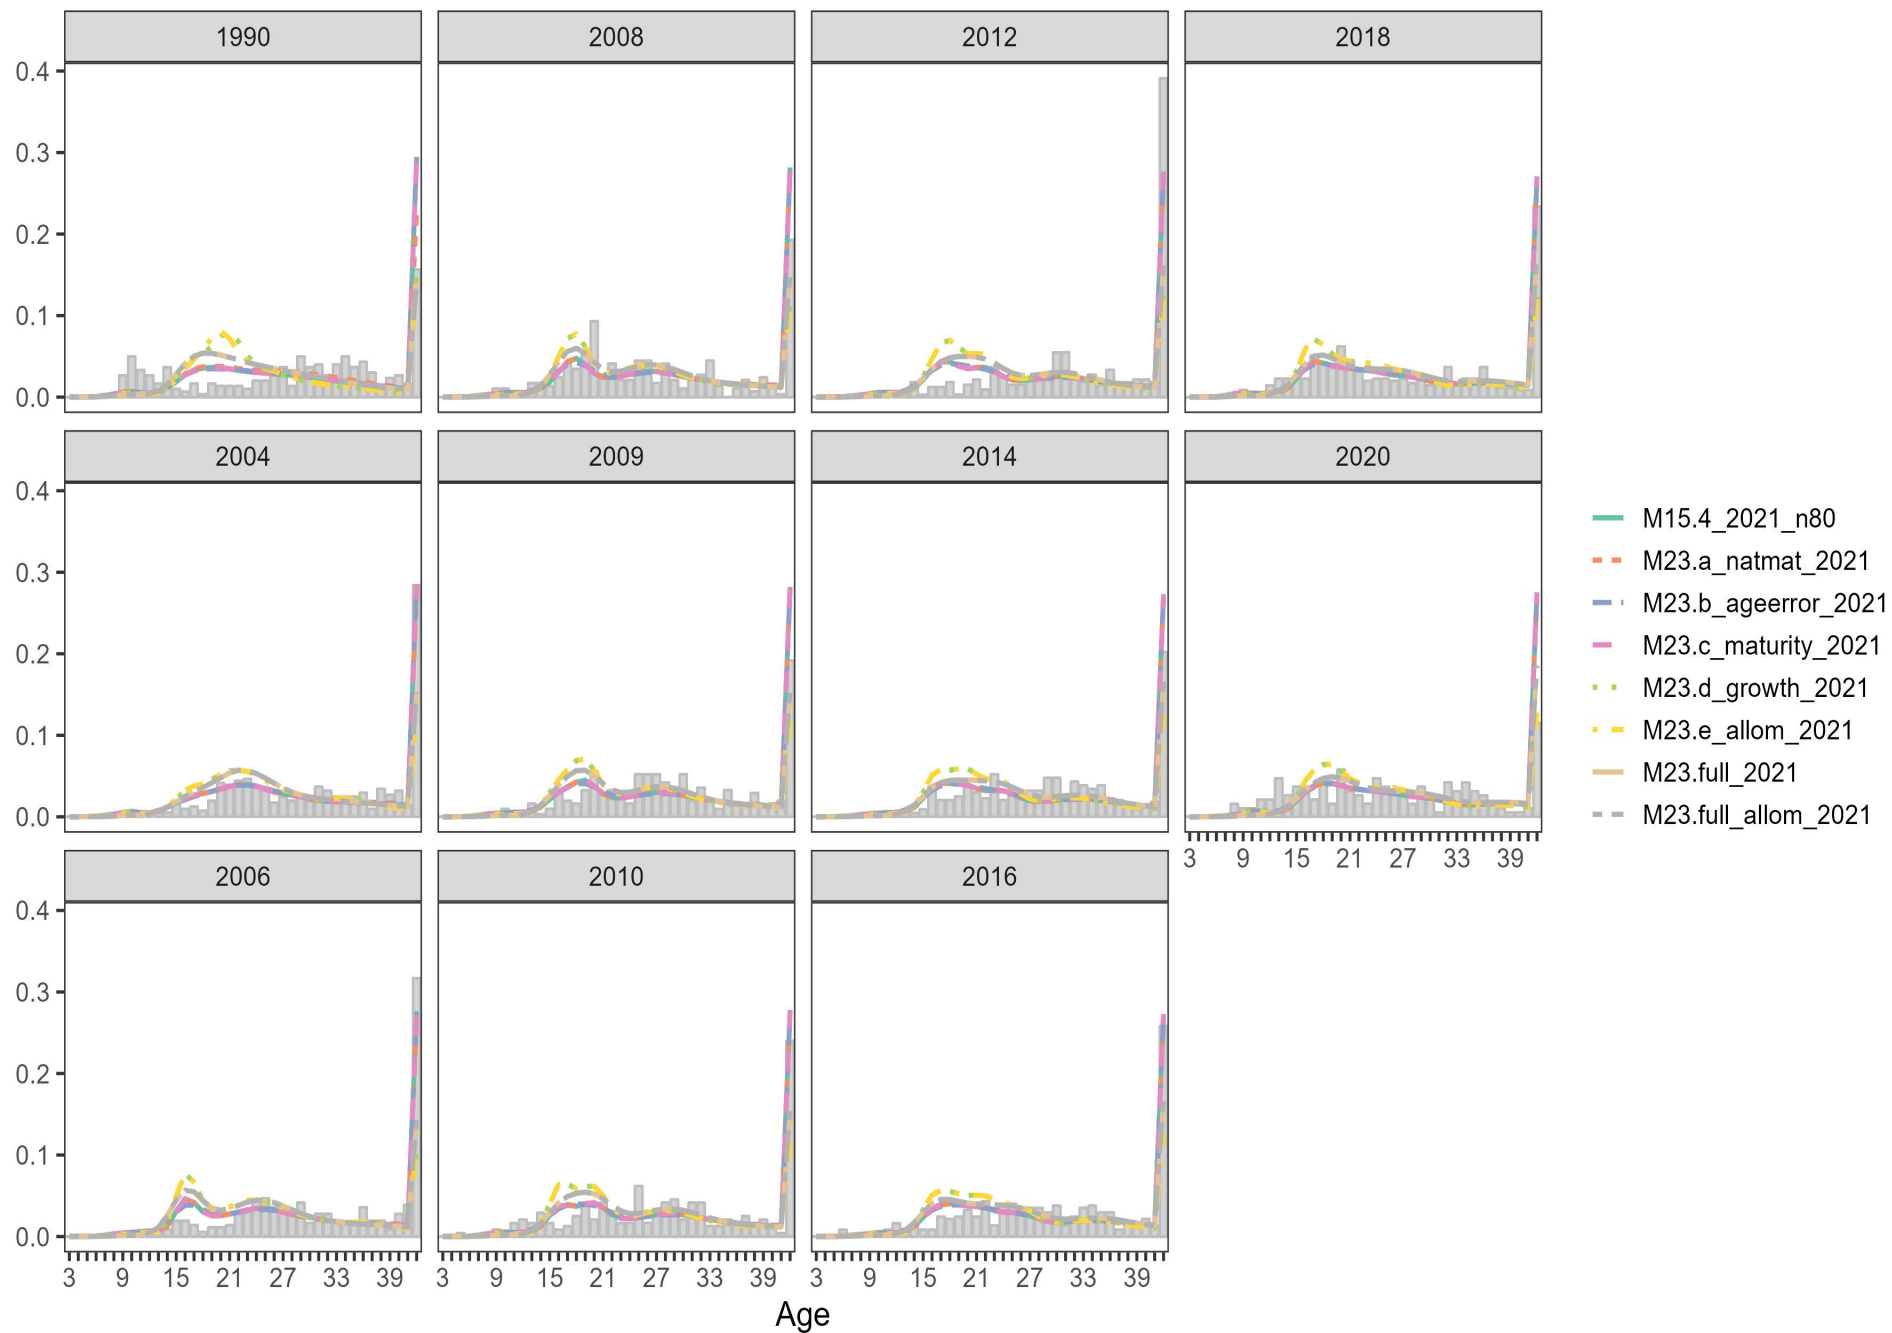 1990 2008 2012 2018
0.4
0.3
0.2
0.1
0.0
2004 2009 2014 2020
0.4
0.3
0.2
0.1
0.0
3 9 15 21 27 33 39
2006 2010 2016
0.4
0.3
0.2
0.1
0.0
3 9 15 21 27 33 39 3 9 15 21 27 33 39 3 9 15 21 27 33 39
Age
M15.4_2021_n80
M23.a_natmat_2021
M23.b_ageerror_2021
M23.c_maturity_2021
M23.d_growth_2021
M23.e_allom_2021
M23.full_2021
M23.full_allom_2021